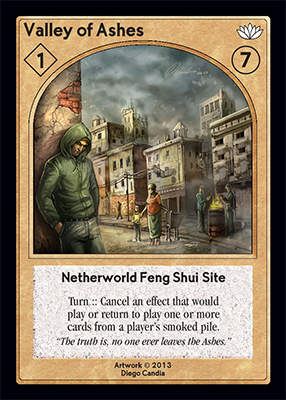 Valley of Ashes
1
7
Netherworld Feng Shui Site
Turn :: Cancel an effect that would
play or return to play one or more
cards from a player's smoked pile.
"The truth is, no one ever leaves the Ashes."
Artwork © 2013
Diego Candia